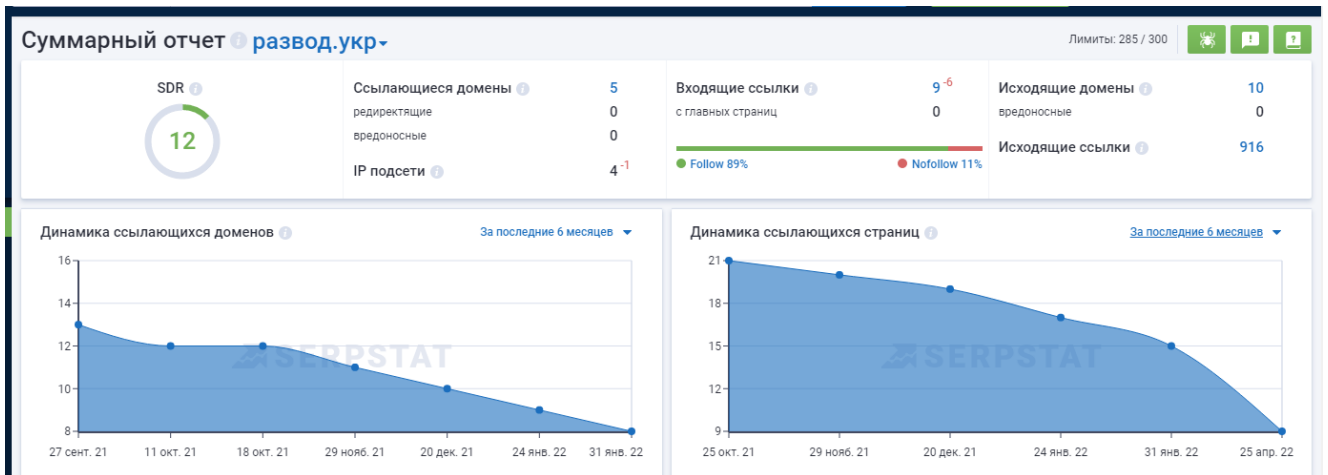 Суммарный отчет развод.укр
Лимиты: 285 / 300
SDR
12
Ссылающиеся домены 5
редиректящие 0
вредоносные 0
IP подсети 4 -1
Входящие ссылки 9 -6
с главных страниц 0
Follow 89% Nofollow 11%
Исходящие домены 10
вредоносные 0
Исходящие ссылки 916
Динамика ссылающихся доменов За последние 6 месяцев
16
14
12
10
8
27 сент. 21 11 окт. 21 18 окт. 21 29 нояб. 21 20 дек. 21 24 янв. 22 31 янв. 22
SERPSTAT
Динамика ссылающихся страниц За последние 6 месяцев
21
18
15
12
9
25 окт. 21 29 нояб. 21 20 дек. 21 24 янв. 22 31 янв. 22 25 апр. 22
SERPSTAT